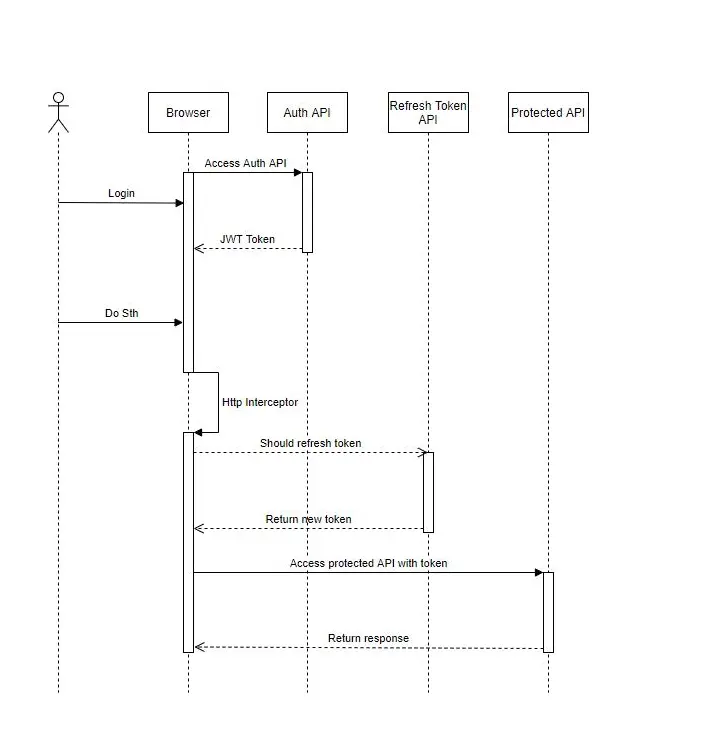 Browser
Auth API
Refresh Token
API
Protected API
Access Auth API
Login
JWT Token
Do Sth
Http Interceptor
Should refresh token
Return new token
Access protected API with token
Return response